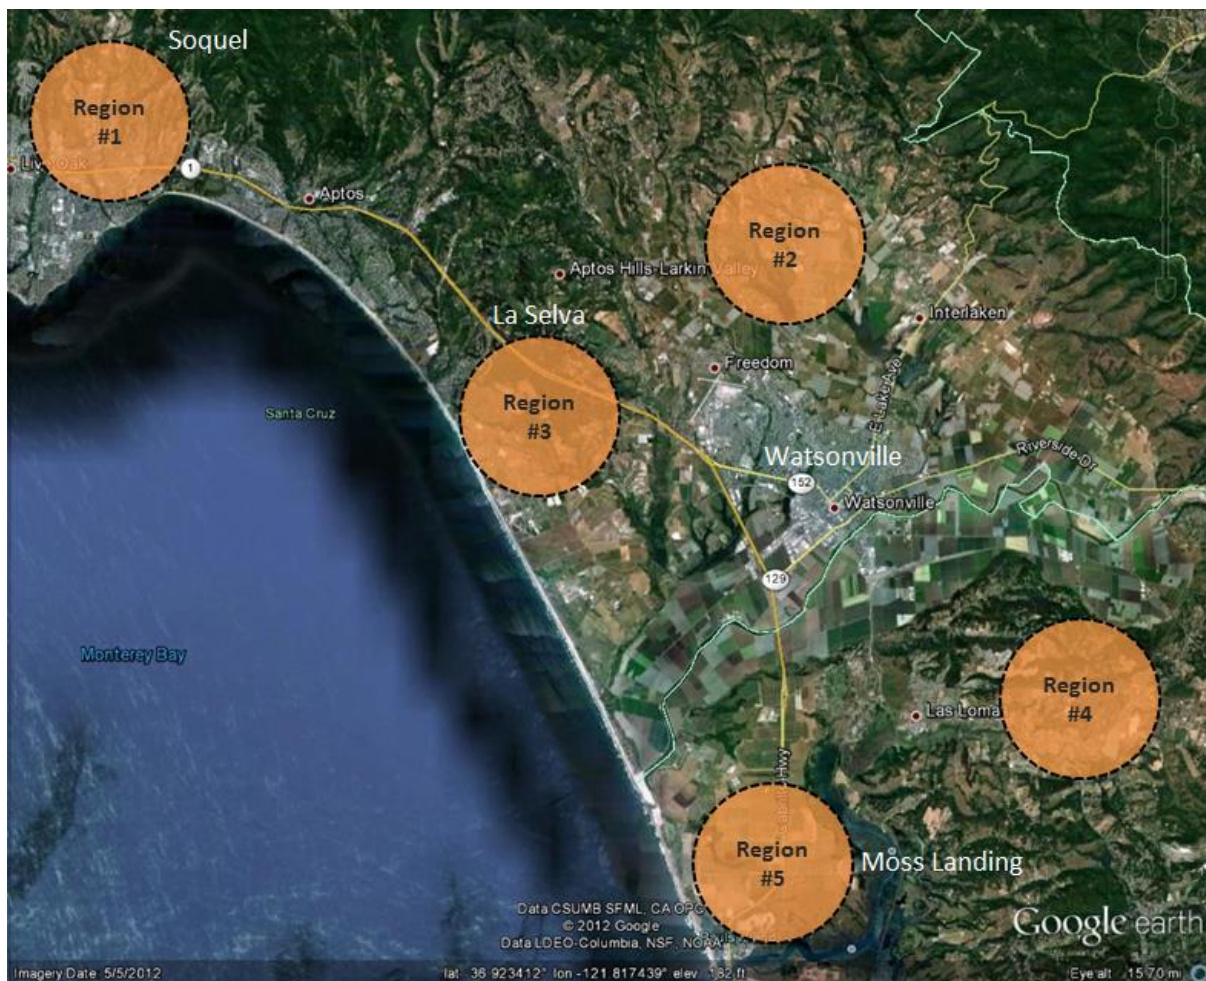 Soquel
Region
#1
Live Oak
1
Aptos
Region
#2
Aptos Hills-Larkin Valley
La Selva
Interlaken
Freedom
Region
#3
Santa Cruz
E Lake Ave
Watsonville
Riverside Dr
152
Watsonville
129
Monterey Bay
Region
#4
Las Loma
Hwy
Region
#5
Moss Landing
Data CSUMB SFML, CA OPC
© 2012 Google
Data LDEO-Columbia, NSF, NOAA
Google earth
Imagery Date: 5/5/2012
lat 36.923412° lon -121.817439° elev 182 ft
Eye alt 15.70 mi